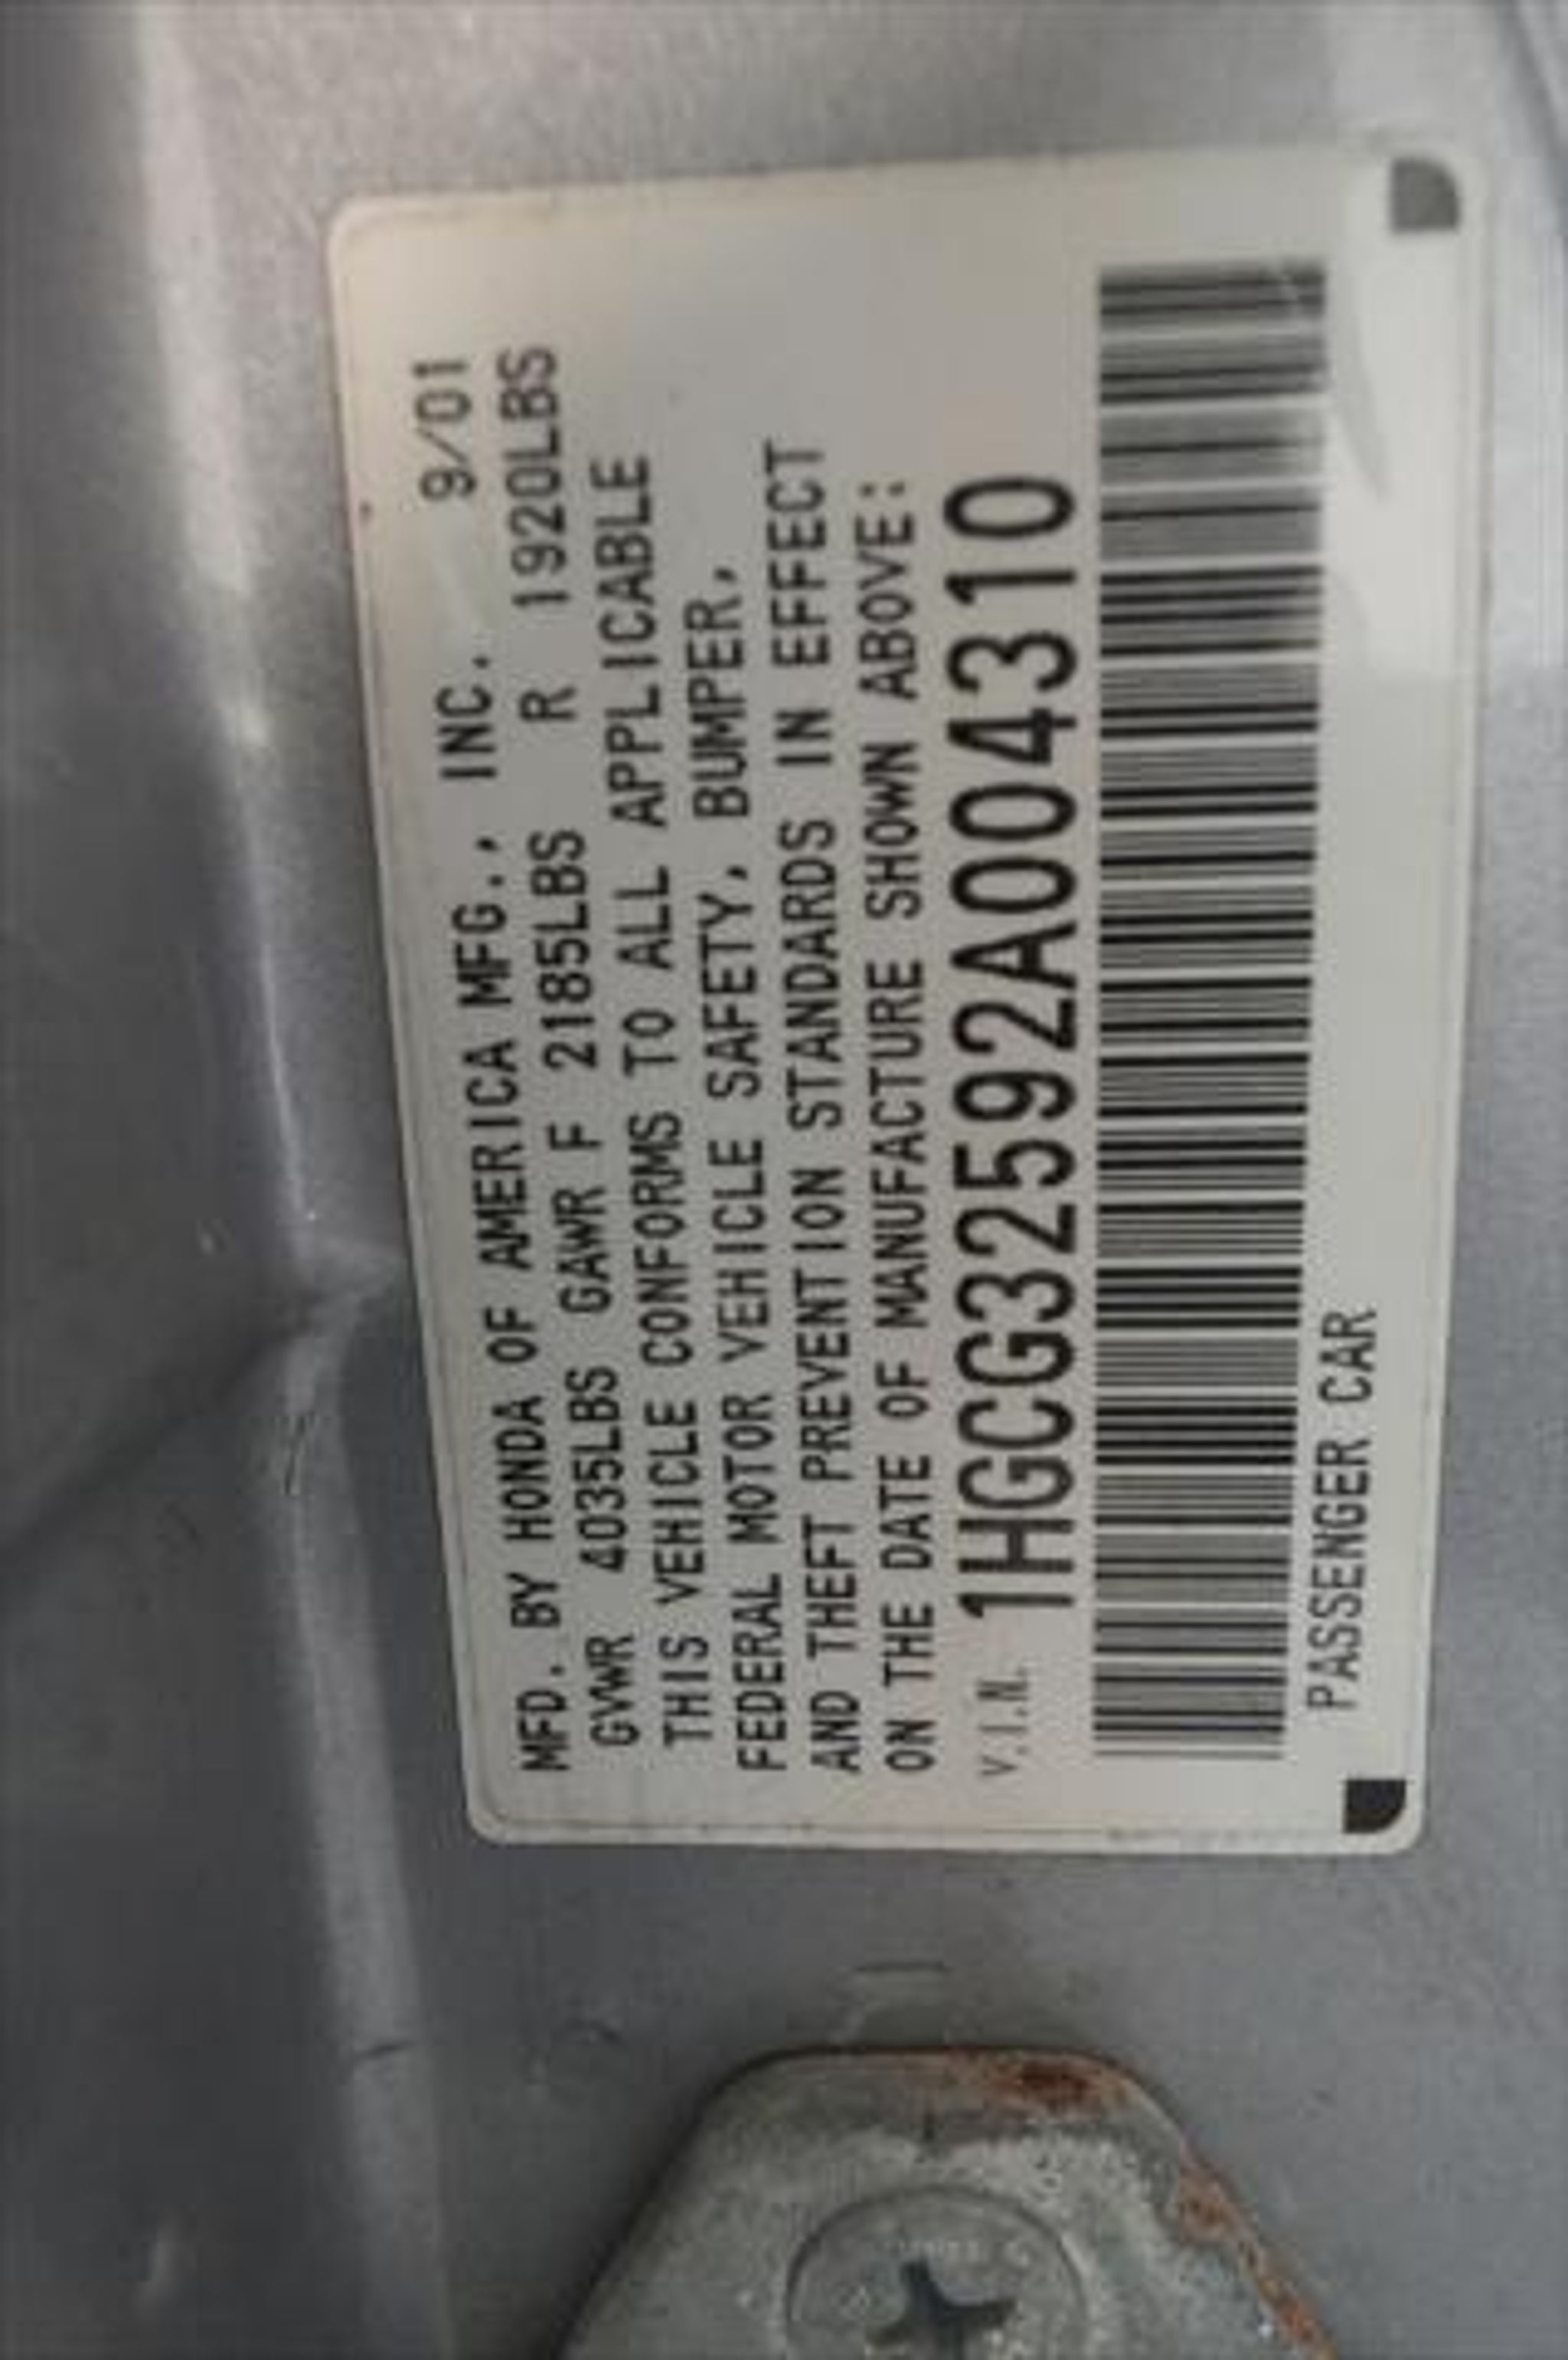 MFD. BY HONDA OF AMERICA MFG., INC. 9/01
GVWR 4035LBS GAWR F 2185LBS R 1920LBS
THIS VEHICLE CONFORMS TO ALL APPLICABLE
FEDERAL MOTOR VEHICLE SAFETY, BUMPER,
AND THEFT PREVENTION STANDARDS IN EFFECT
ON THE DATE OF MANUFACTURE SHOWN ABOVE:
V.I.N. 1HGCG32592A004310
PASSENGER CAR